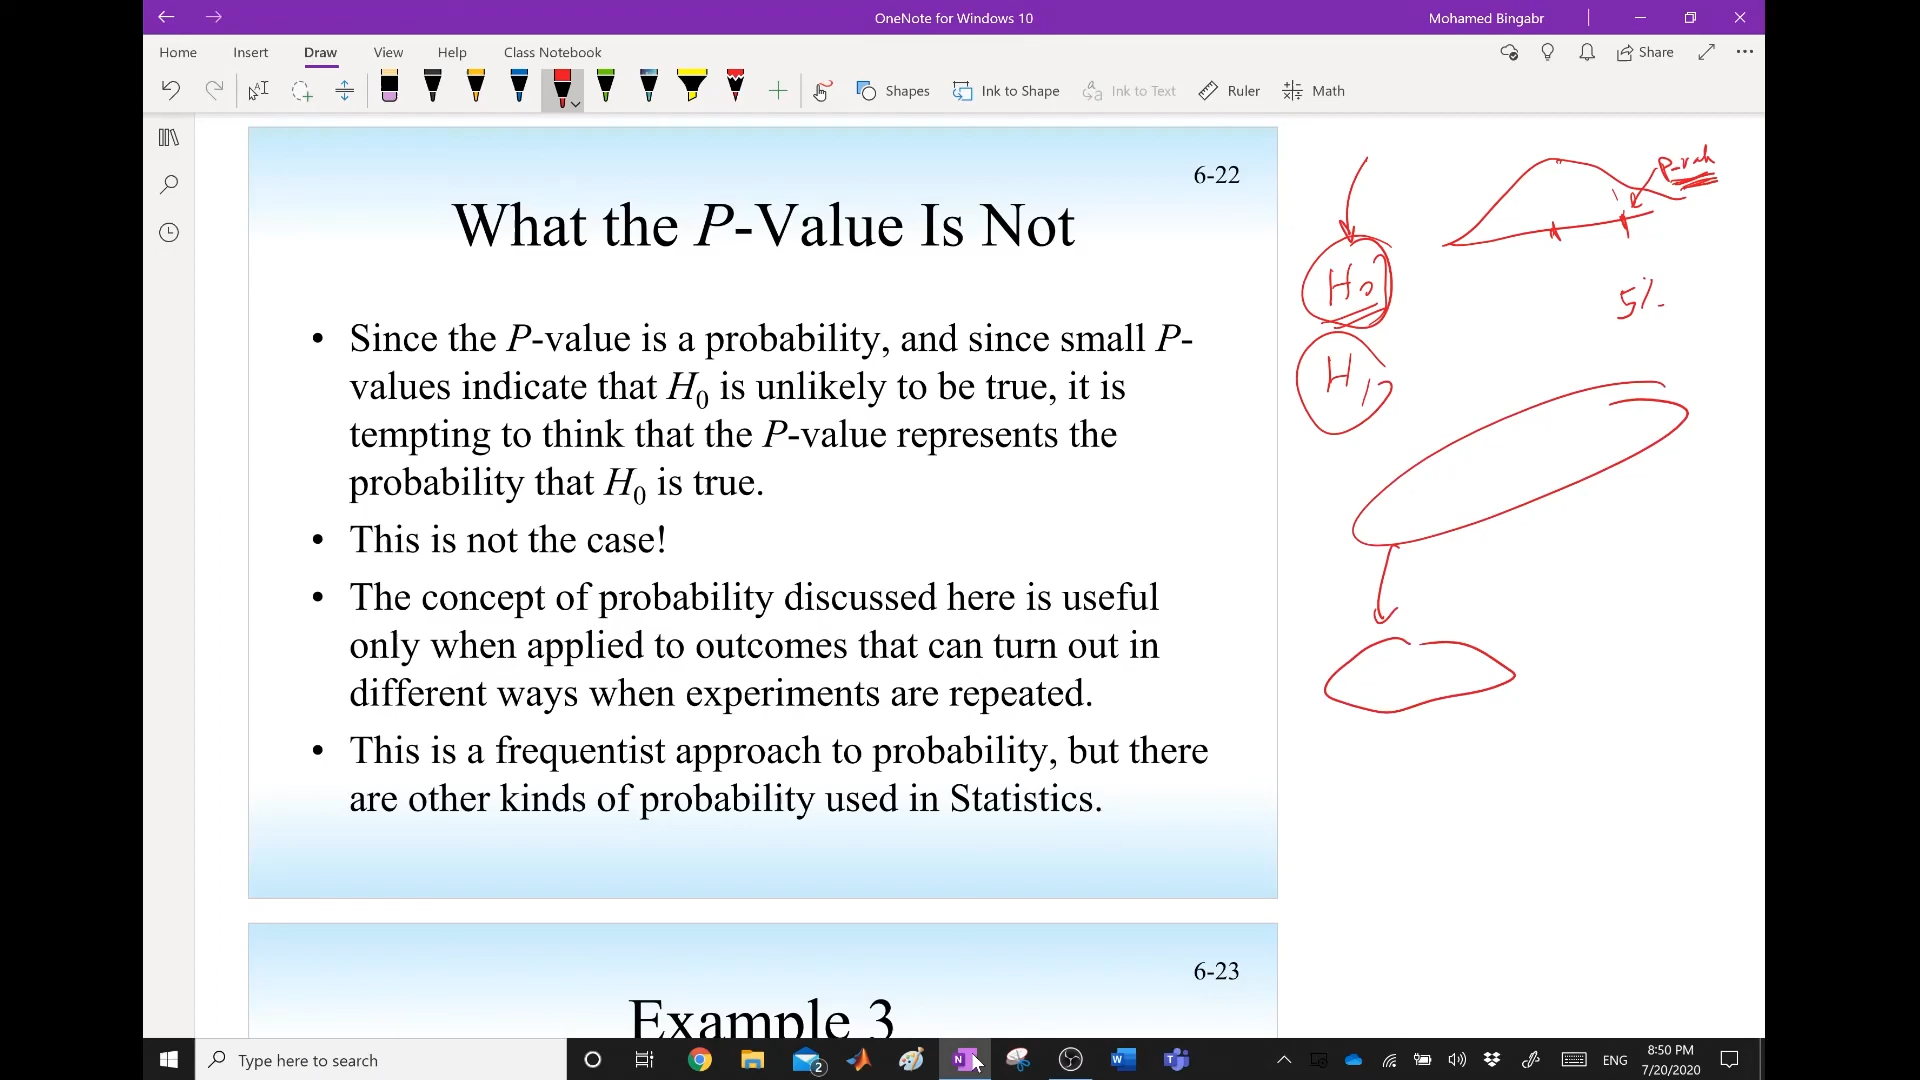 OneNote for Windows 10
Mohamed Bingabr
Home Insert Draw View Help Class Notebook
Share
Shapes Ink to Shape Ink to Text Ruler Math
6-22
What the P-Value Is Not
• Since the P-value is a probability, and since small P-
values indicate that H₀ is unlikely to be true, it is
tempting to think that the P-value represents the
probability that H₀ is true.
• This is not the case!
• The concept of probability discussed here is useful
only when applied to outcomes that can turn out in
different ways when experiments are repeated.
• This is a frequentist approach to probability, but there
are other kinds of probability used in Statistics.
H₀
H₁
5%
6-23
Example 3
Type here to search
2
ENG
8:50 PM
7/20/2020